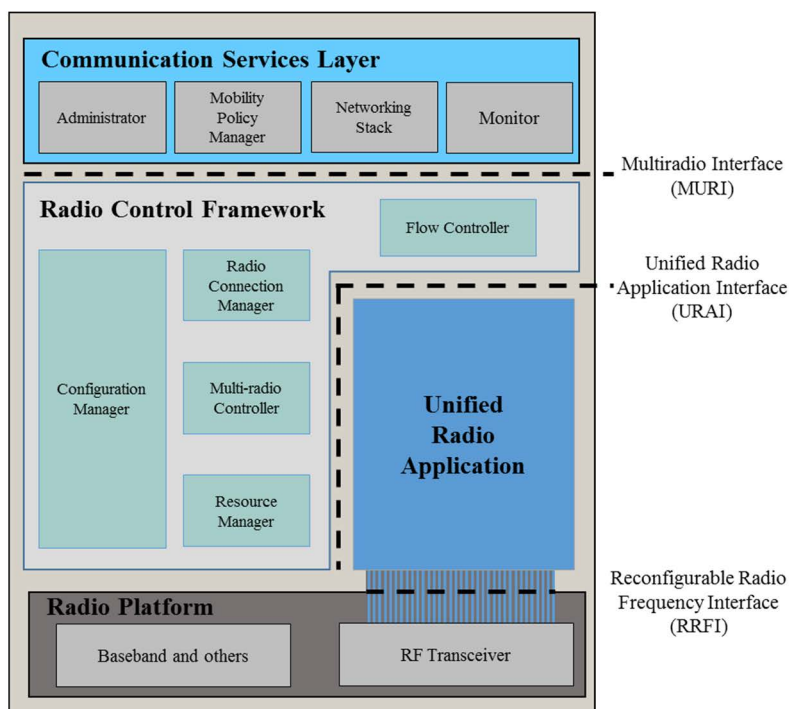 Communication Services Layer
Administrator
Mobility
Policy
Manager
Networking
Stack
Monitor
Multiradio Interface
(MURI)
Radio Control Framework
Flow Controller
Radio
Connection
Manager
Unified Radio
Application Interface
(URAI)
Configuration
Manager
Multi-radio
Controller
Unified
Radio
Application
Resource
Manager
Reconfigurable Radio
Frequency Interface
(RRFI)
Radio Platform
Baseband and others
RF Transceiver